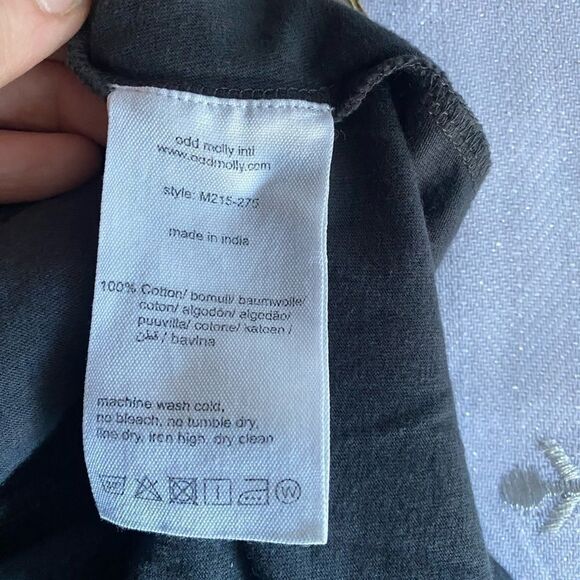 odd molly intl
www.oddmolly.com
style: M215-275
made in india
100% Cotton/ bomull/ baumwolle/
coton/ algodón/ algodão/
puuvilla/ cotone/ katoen /
قطن / bavlna
machine wash cold,
no bleach, no tumble dry,
line dry, iron high, dry clean
W